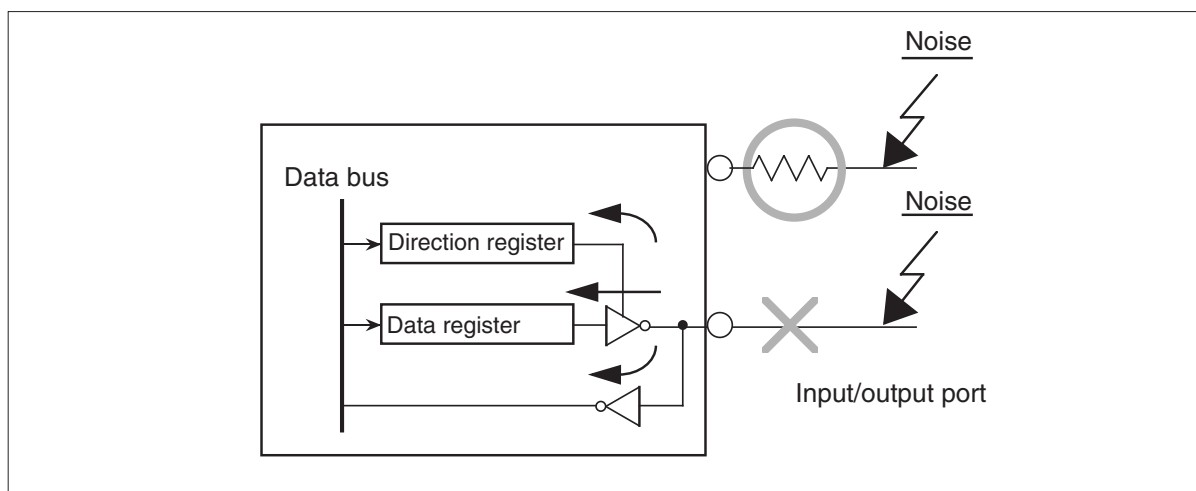 Noise
Data bus
Noise
Direction register
Data register
Input/output port